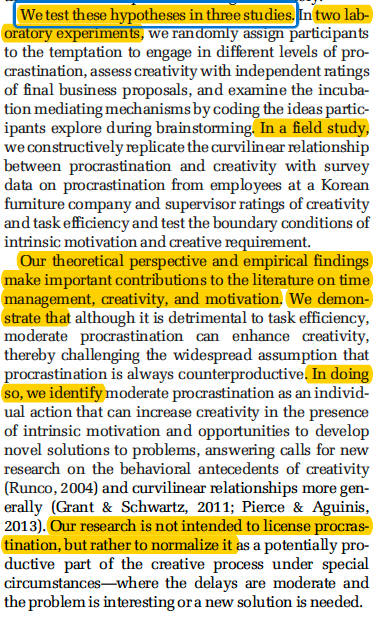 We test these hypotheses in three studies. In two lab-
oratory experiments, we randomly assign participants
to the temptation to engage in different levels of pro-
crastination, assess creativity with independent ratings
of final business proposals, and examine the incuba-
tion mediating mechanisms by coding the ideas partic-
ipants explore during brainstorming. In a field study,
we constructively replicate the curvilinear relationship
between procrastination and creativity with survey
data on procrastination from employees at a Korean
furniture company and supervisor ratings of creativity
and task efficiency and test the boundary conditions of
intrinsic motivation and creative requirement.
Our theoretical perspective and empirical findings
make important contributions to the literature on time
management, creativity, and motivation. We demon-
strate that although it is detrimental to task efficiency,
moderate procrastination can enhance creativity,
thereby challenging the widespread assumption that
procrastination is always counterproductive. In doing
so, we identify moderate procrastination as an individ-
ual action that can increase creativity in the presence
of intrinsic motivation and opportunities to develop
novel solutions to problems, answering calls for new
research on the behavioral antecedents of creativity
(Runco, 2004) and curvilinear relationships more gen-
erally (Grant & Schwartz, 2011; Pierce & Aguinis,
2013). Our research is not intended to license procras-
tination, but rather to normalize it as a potentially pro-
ductive part of the creative process under special
circumstances—where the delays are moderate and
the problem is interesting or a new solution is needed.